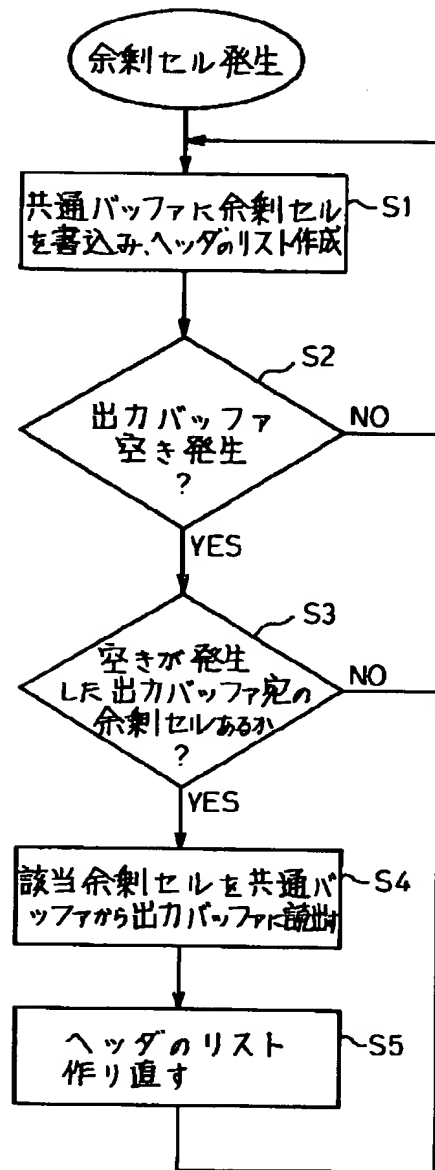 余剰セル発生
共通バッファに余剰セル
を書込み、ヘッダのリスト作成
S1
S2
出力バッファ
空き発生
?
NO
YES
S3
空きが発生
した出力バッファ宛の
余剰セルあるか
?
NO
YES
該当余剰セルを共通バ
ッファから出力バッファに読出す
S4
ヘッダのリスト
作り直す
S5